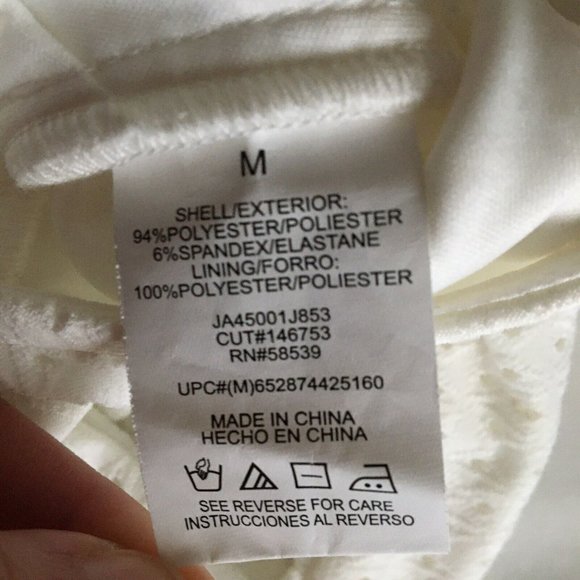 M
SHELL/EXTERIOR:
94%POLYESTER/POLIESTER
6%SPANDEX/ELASTANE
LINING/FORRO:
100%POLYESTER/POLIESTER
JA45001J853
CUT#146753
RN#58539
UPC#(M)652874425160
MADE IN CHINA
HECHO EN CHINA
SEE REVERSE FOR CARE
INSTRUCCIONES AL REVERSO